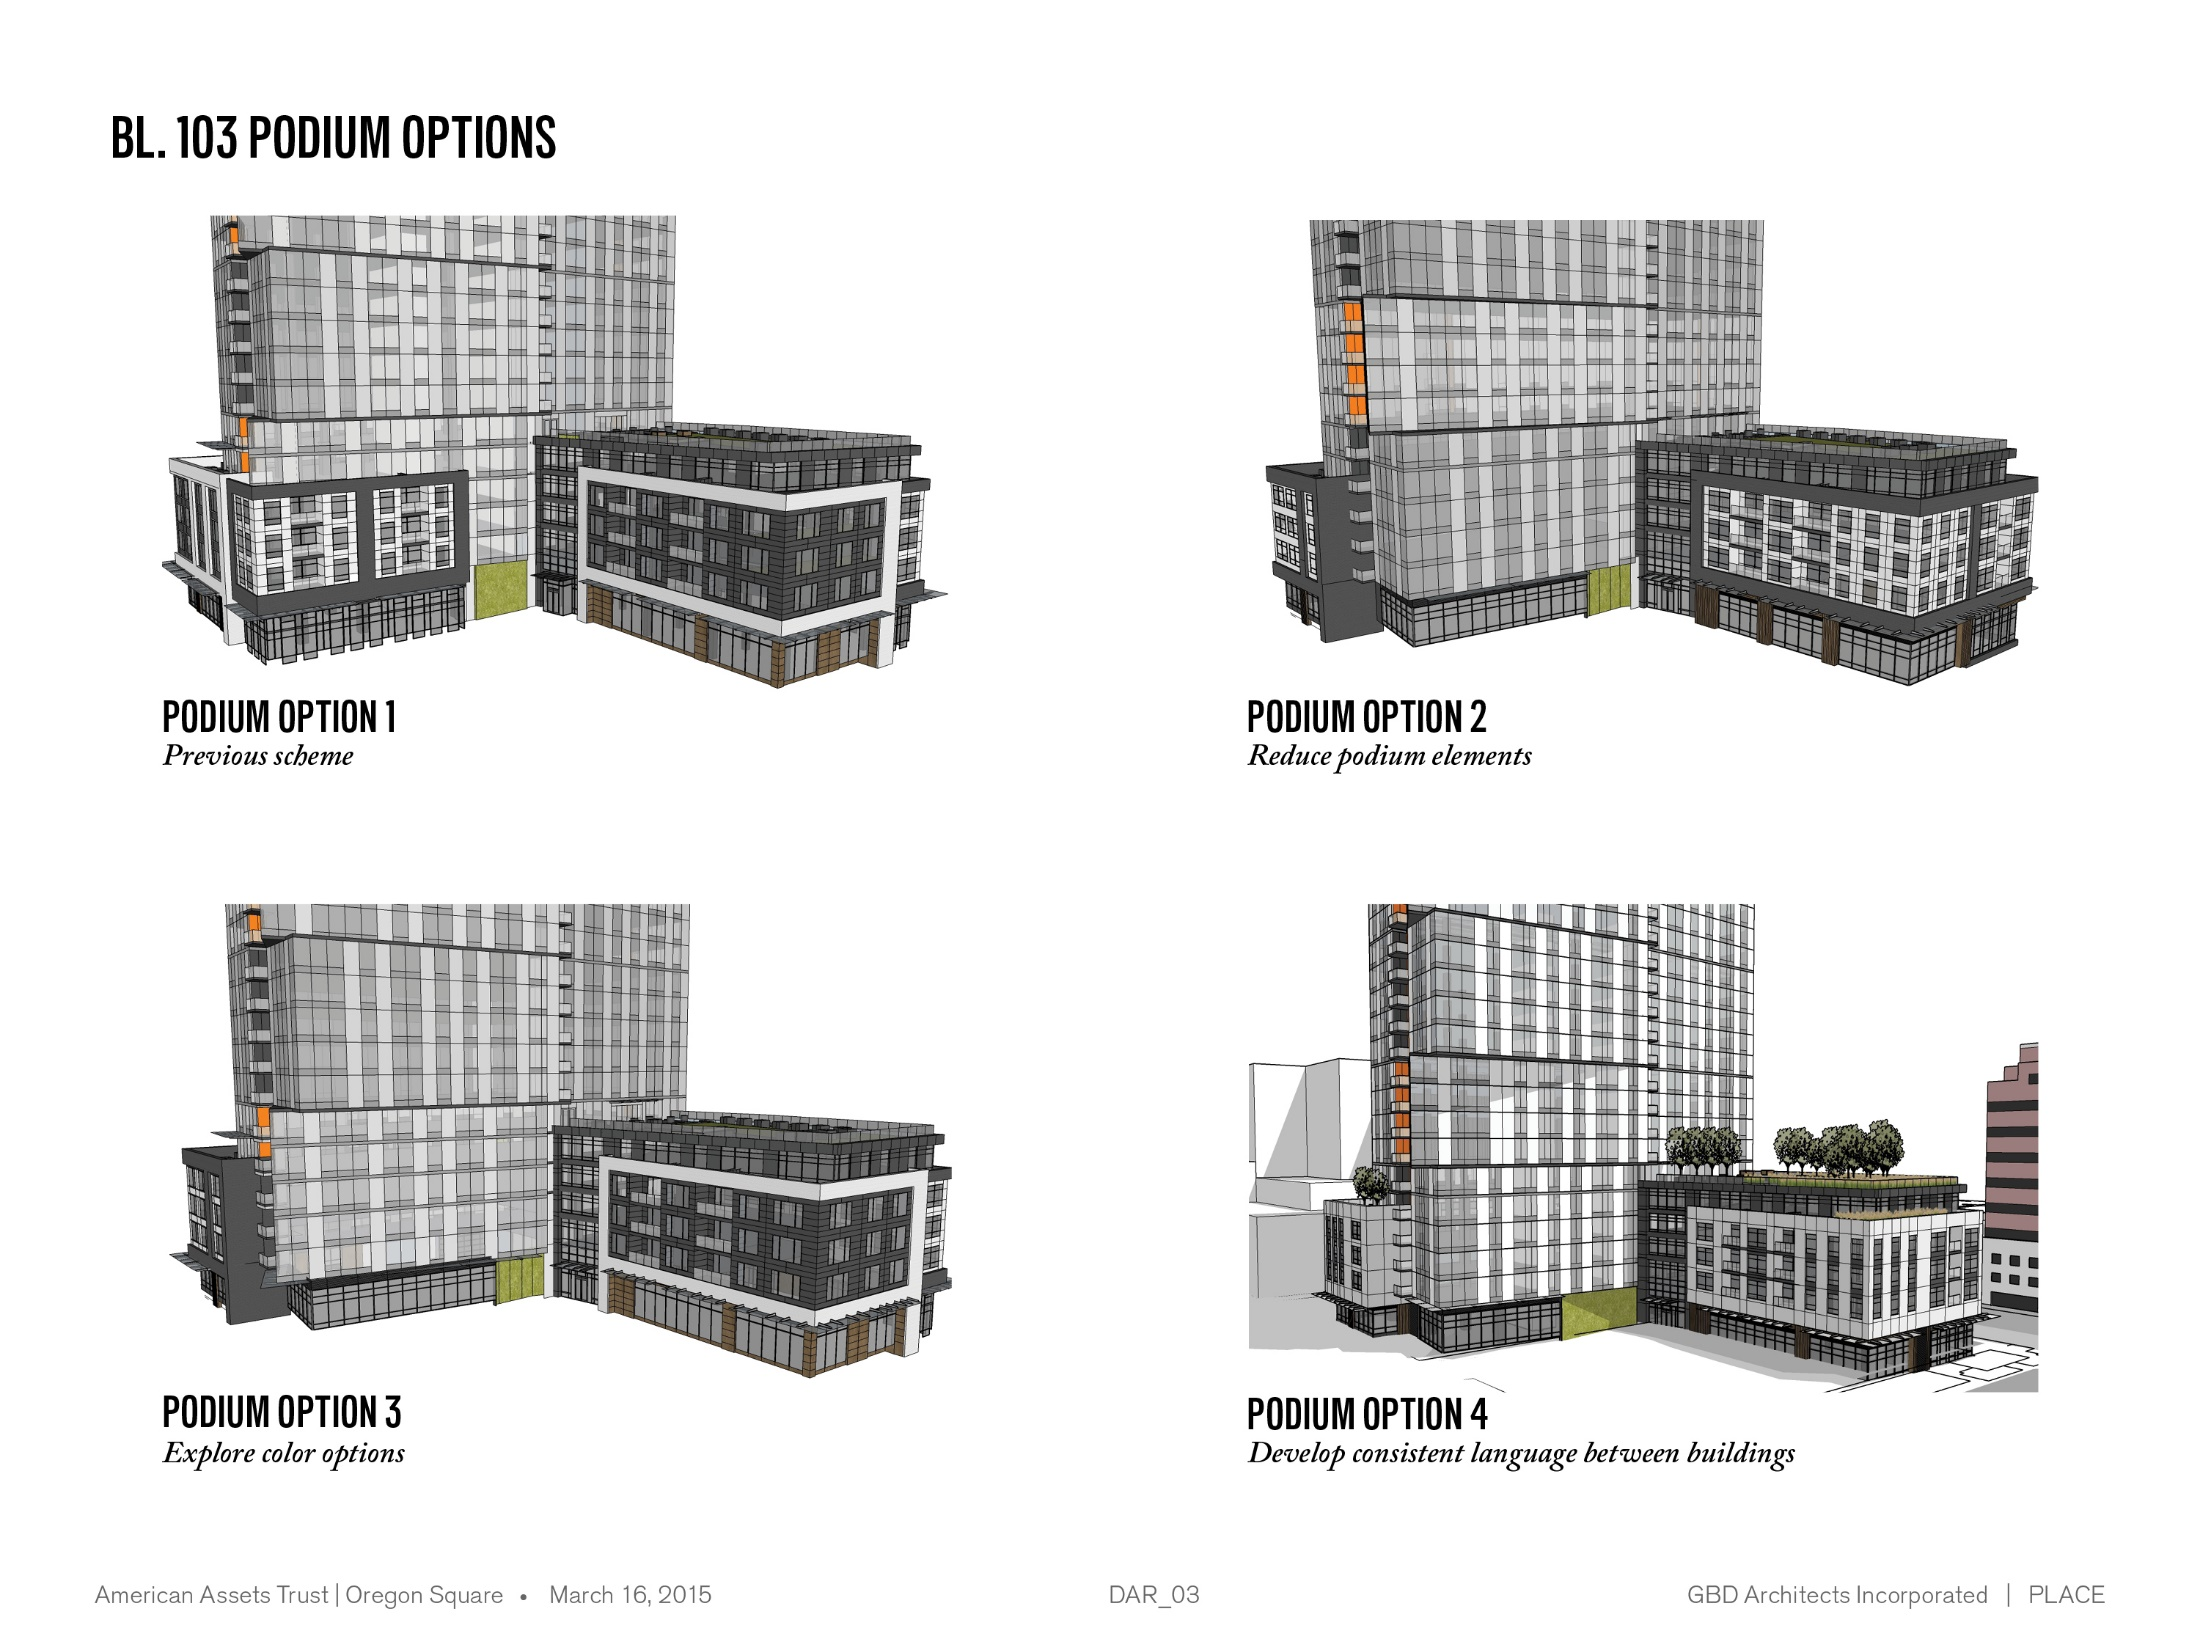 BL. 103 PODIUM OPTIONS
PODIUM OPTION 1
Previous scheme
PODIUM OPTION 2
Reduce podium elements
PODIUM OPTION 3
Explore color options
PODIUM OPTION 4
Develop consistent language between buildings
American Assets Trust | Oregon Square • March 16, 2015
DAR_03
GBD Architects Incorporated | PLACE